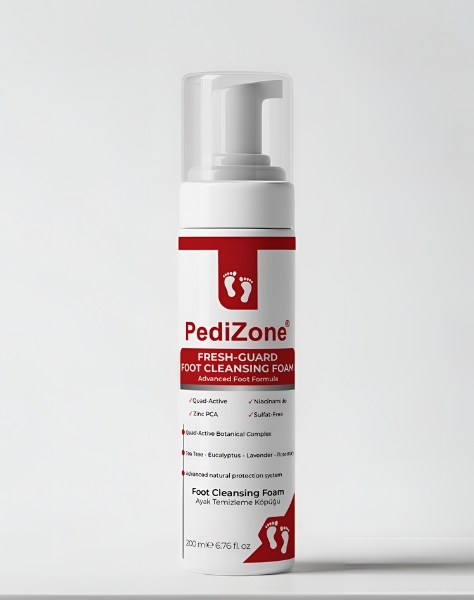 PediZone®
FRESH-GUARD
FOOT CLEANSING FOAM
Advanced Foot Formula
✓Quad-Active ✓Niacinamide
✓Zinc PCA ✓Sulfat-Free
Quad-Active Botanical Complex
Tea Tree - Eucalyptus - Lavender - Rosemary
Advanced natural protection system
Foot Cleansing Foam
Ayak Temizleme Köpüğü
200 ml℮ 6.76 fl. oz